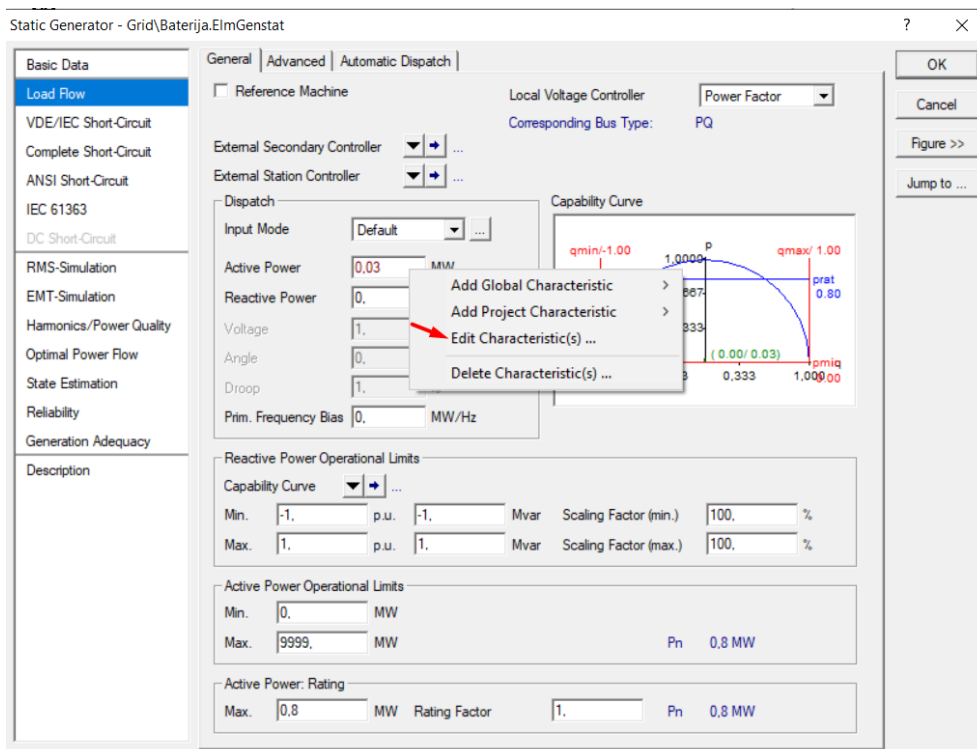 Static Generator - Grid\Baterija.ElmGenstat ?
Basic Data
Load Flow
VDE/IEC Short-Circuit
Complete Short-Circuit
ANSI Short-Circuit
IEC 61363
DC Short-Circuit
RMS-Simulation
EMT-Simulation
Harmonics/Power Quality
Optimal Power Flow
State Estimation
Reliability
Generation Adequacy
Description
General Advanced Automatic Dispatch
Reference Machine
Local Voltage Controller Power Factor
Corresponding Bus Type: PQ
External Secondary Controller ...
External Station Controller ...
Dispatch
Input Mode Default ...
Active Power 0,03 MW
Reactive Power 0,
Voltage 1,
Angle 0,
Droop 1,
Prim. Frequency Bias 0, MW/Hz
Add Global Characteristic
Add Project Characteristic
Edit Characteristic(s) ...
Delete Characteristic(s) ...
Capability Curve
qmin/-1.00 p qmax/ 1.00
1,0000
prat
0.80
667
333
( 0.00/ 0.03)
0,333
Reactive Power Operational Limits
Capability Curve ...
Min. -1, p.u. -1, Mvar Scaling Factor (min.) 100, %
Max. 1, p.u. 1, Mvar Scaling Factor (max.) 100, %
Active Power Operational Limits
Min. 0, MW
Max. 9999, MW Pn 0,8 MW
Active Power: Rating
Max. 0,8 MW Rating Factor 1, Pn 0,8 MW
OK
Cancel
Figure >>
Jump to ...